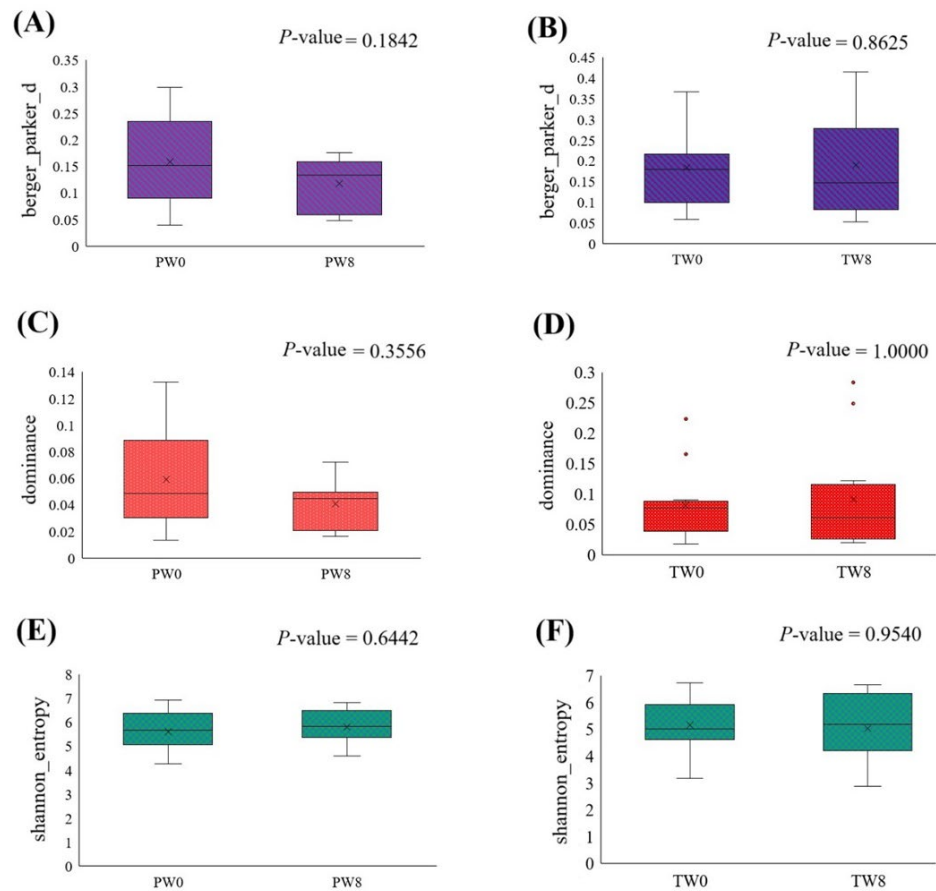 (A)
P-value = 0.1842
berger_parker_d
0.35
0.3
0.25
0.2
0.15
0.1
0.05
0
PW0
PW8
(B)
P-value = 0.8625
berger_parker_d
0.45
0.4
0.35
0.3
0.25
0.2
0.15
0.1
0.05
0
TW0
TW8
(C)
P-value = 0.3556
dominance
0.14
0.12
0.1
0.08
0.06
0.04
0.02
0
PW0
PW8
(D)
P-value = 1.0000
dominance
0.3
0.25
0.2
0.15
0.1
0.05
0
TW0
TW8
(E)
P-value = 0.6442
shannon_entropy
8
7
6
5
4
3
2
1
0
PW0
PW8
(F)
P-value = 0.9540
shannon_entropy
7
6
5
4
3
2
1
0
TW0
TW8